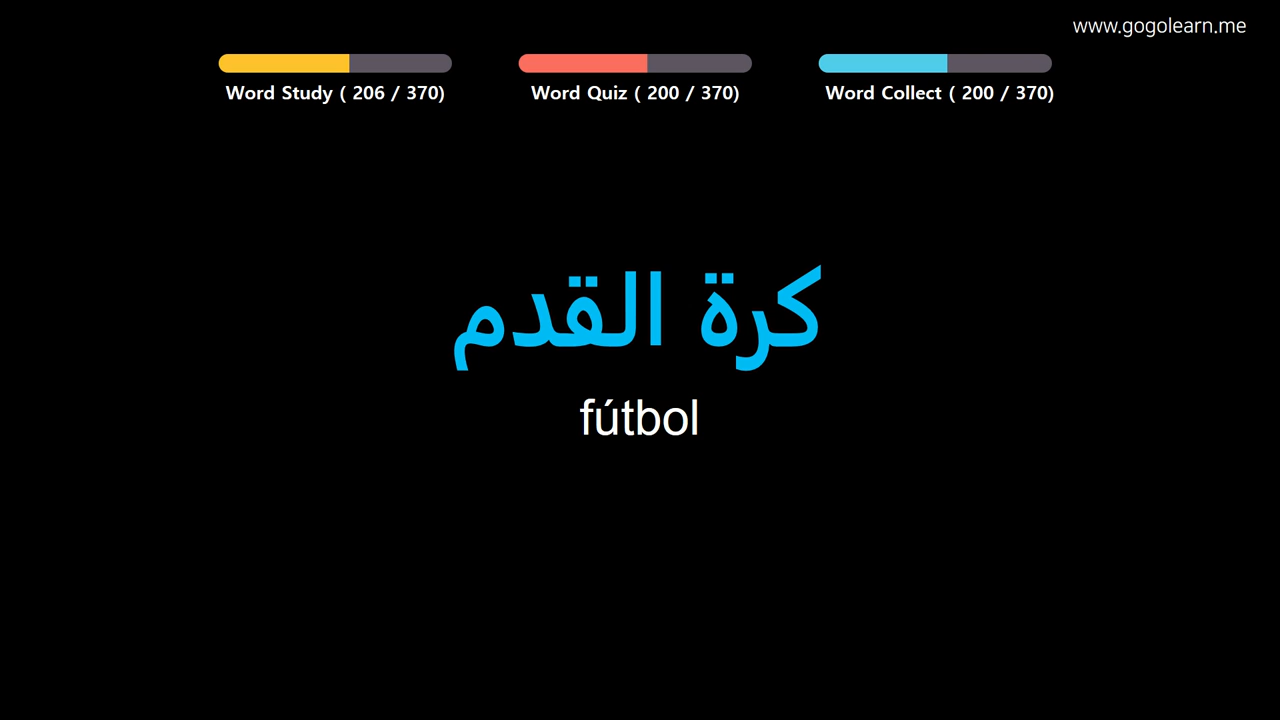 www.gogolearn.me
Word Study ( 206 / 370)
Word Quiz ( 200 / 370)
Word Collect ( 200 / 370)
كرة القدم
fútbol